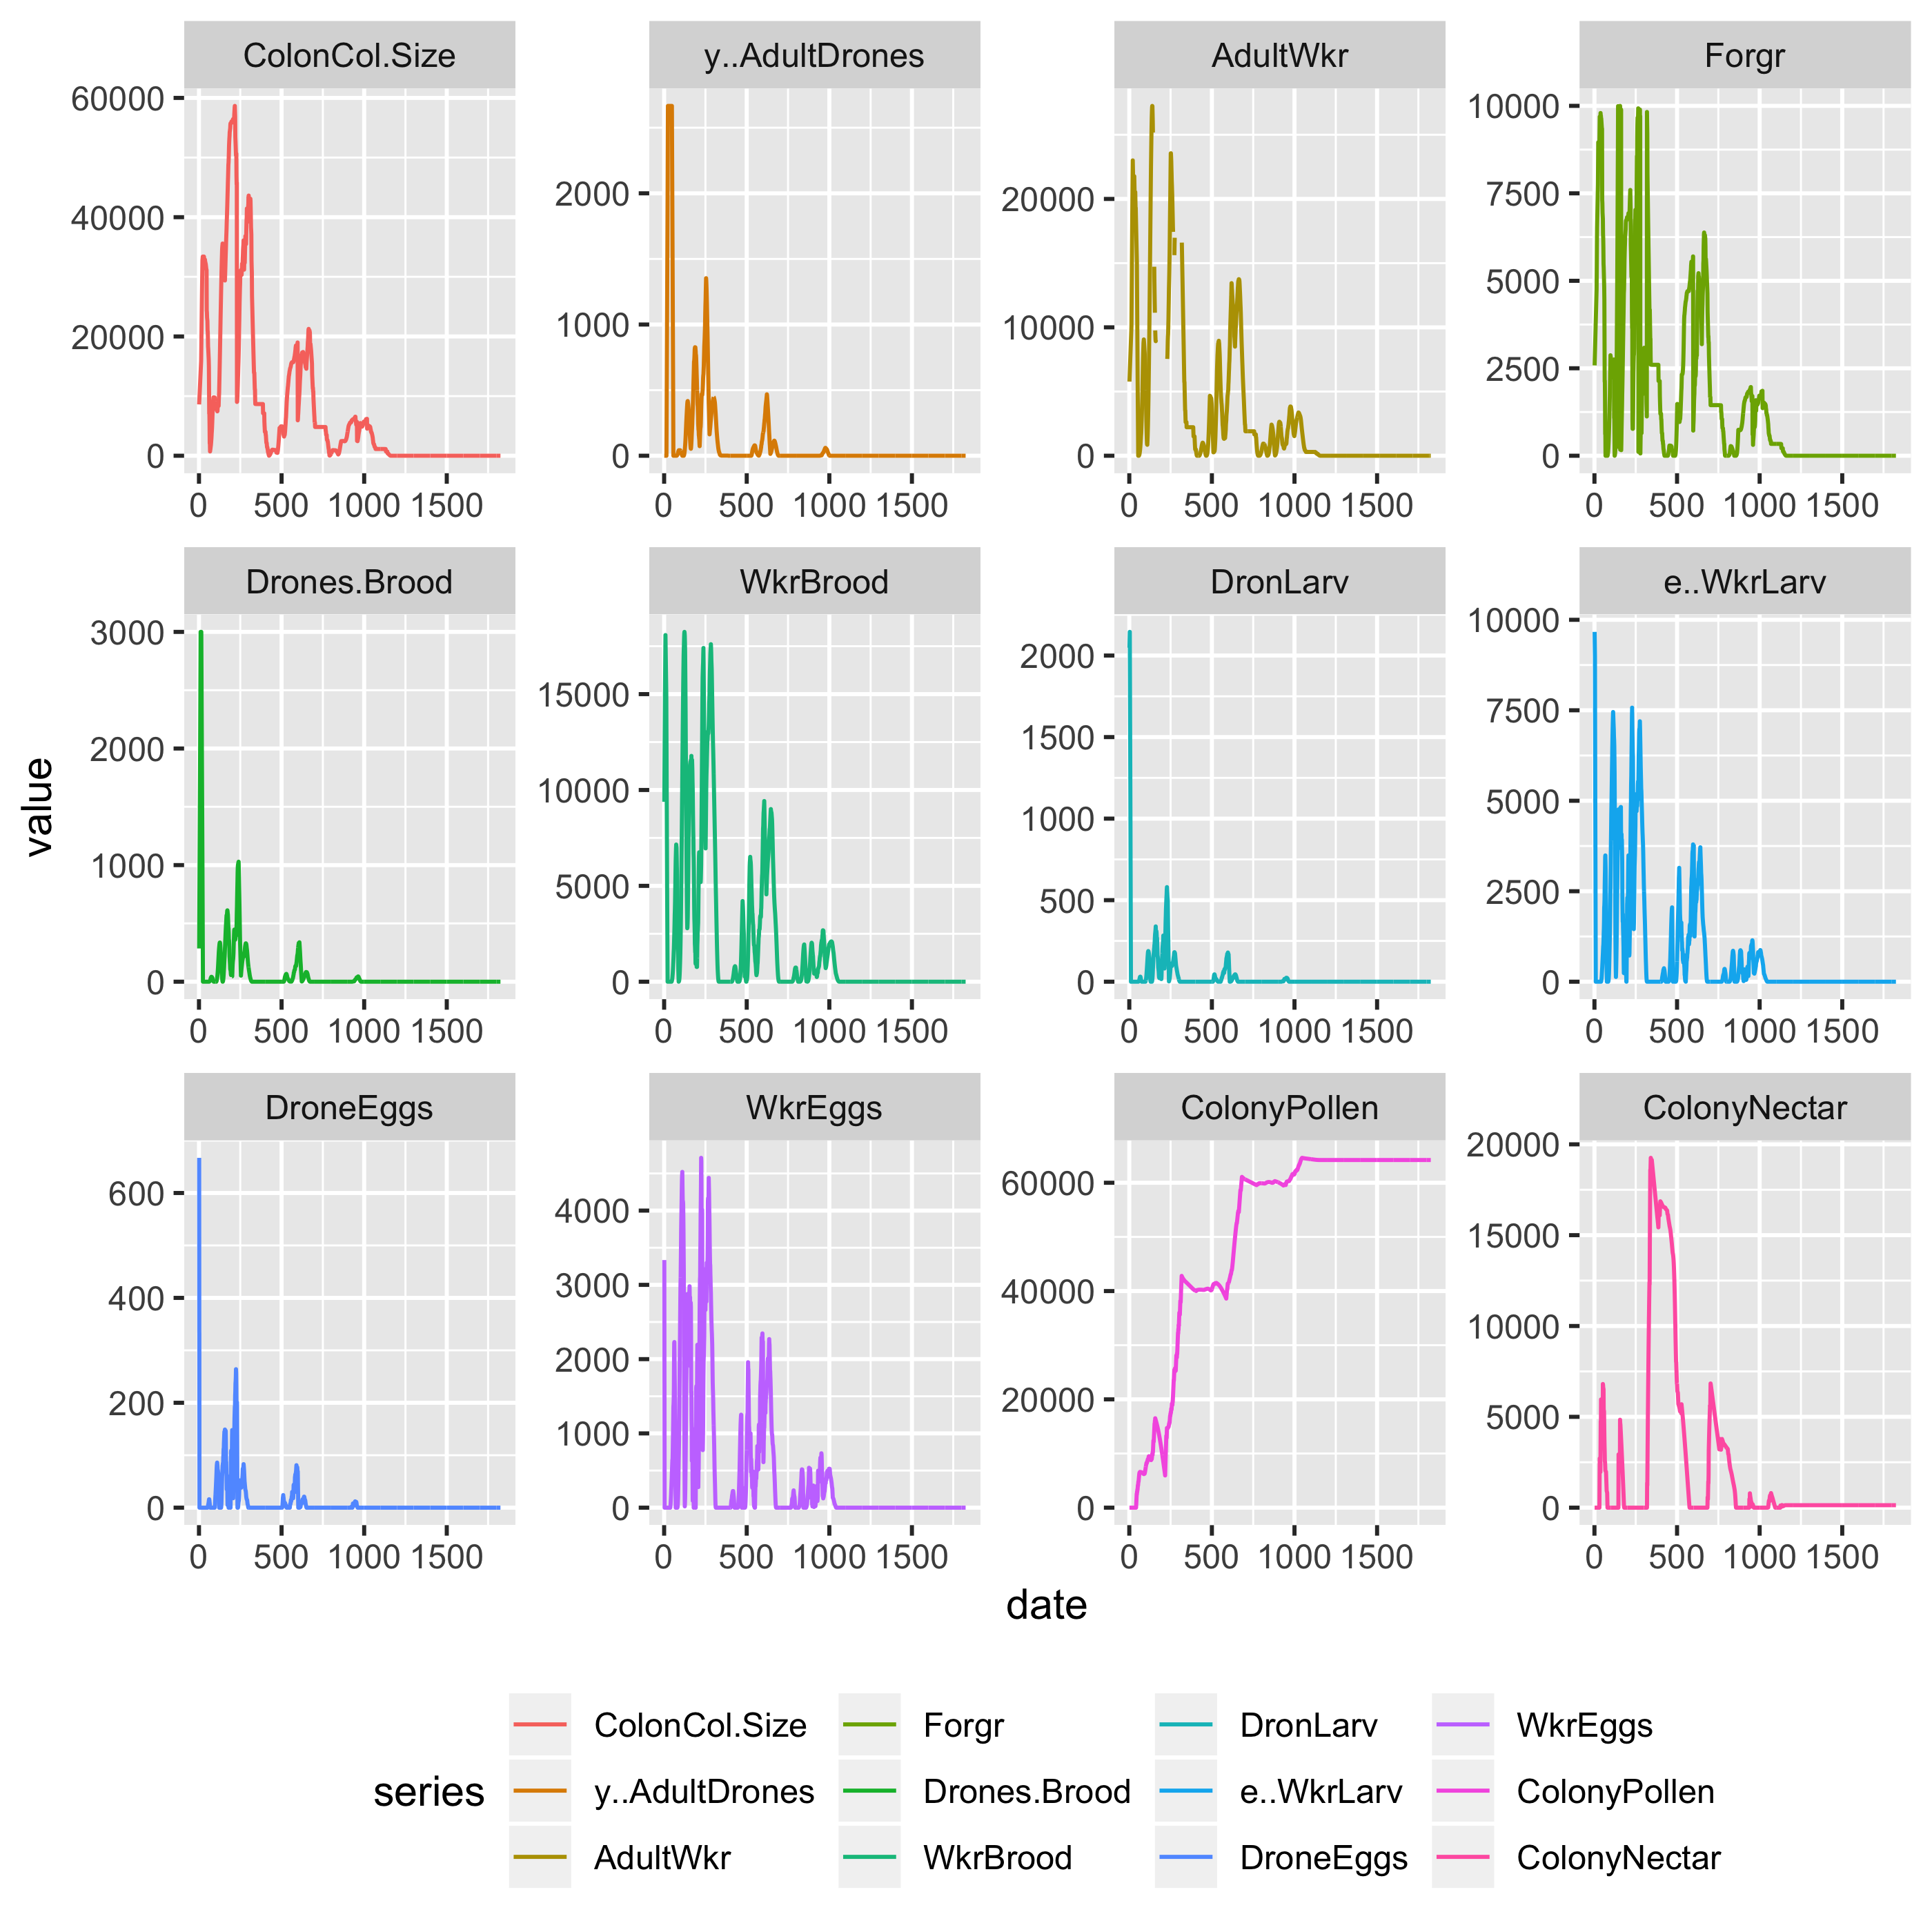 ColonCol.Size y..AdultDrones AdultWkr Forgr
60000 40000 20000 0
2000 1000 0
20000 10000 0
10000 7500 5000 2500 0
0 500 1000 1500 0 500 1000 1500 0 500 1000 1500 0 500 1000 1500
Drones.Brood WkrBrood DronLarv e..WkrLarv
3000 2000 1000 0
15000 10000 5000 0
2000 1500 1000 500 0
10000 7500 5000 2500 0
0 500 1000 1500 0 500 1000 1500 0 500 1000 1500 0 500 1000 1500
value
DroneEggs WkrEggs ColonyPollen ColonyNectar
600 400 200 0
4000 3000 2000 1000 0
60000 40000 20000 0
20000 15000 10000 5000 0
0 500 1000 1500 0 500 1000 1500 0 500 1000 1500 0 500 1000 1500
date
series
ColonCol.Size Forgr DronLarv WkrEggs
y..AdultDrones Drones.Brood e..WkrLarv ColonyPollen
AdultWkr WkrBrood DroneEggs ColonyNectar